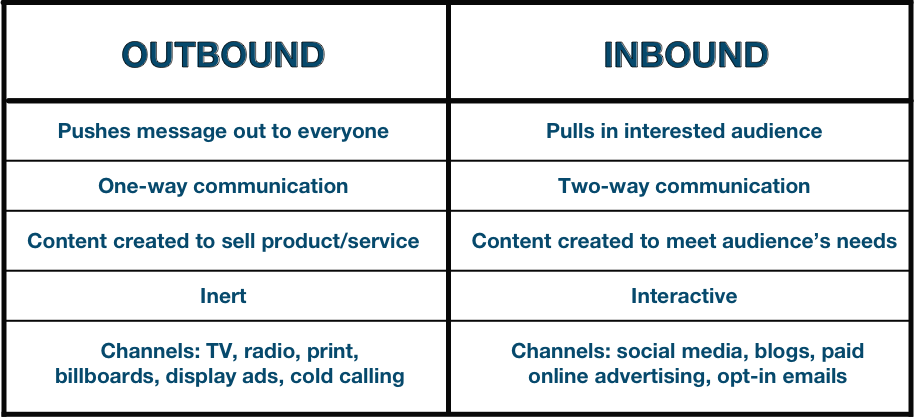 OUTBOUND
INBOUND
Pushes message out to everyone
Pulls in interested audience
One-way communication
Two-way communication
Content created to sell product/service
Content created to meet audience’s needs
Inert
Interactive
Channels: TV, radio, print,
billboards, display ads, cold calling
Channels: social media, blogs, paid
online advertising, opt-in emails